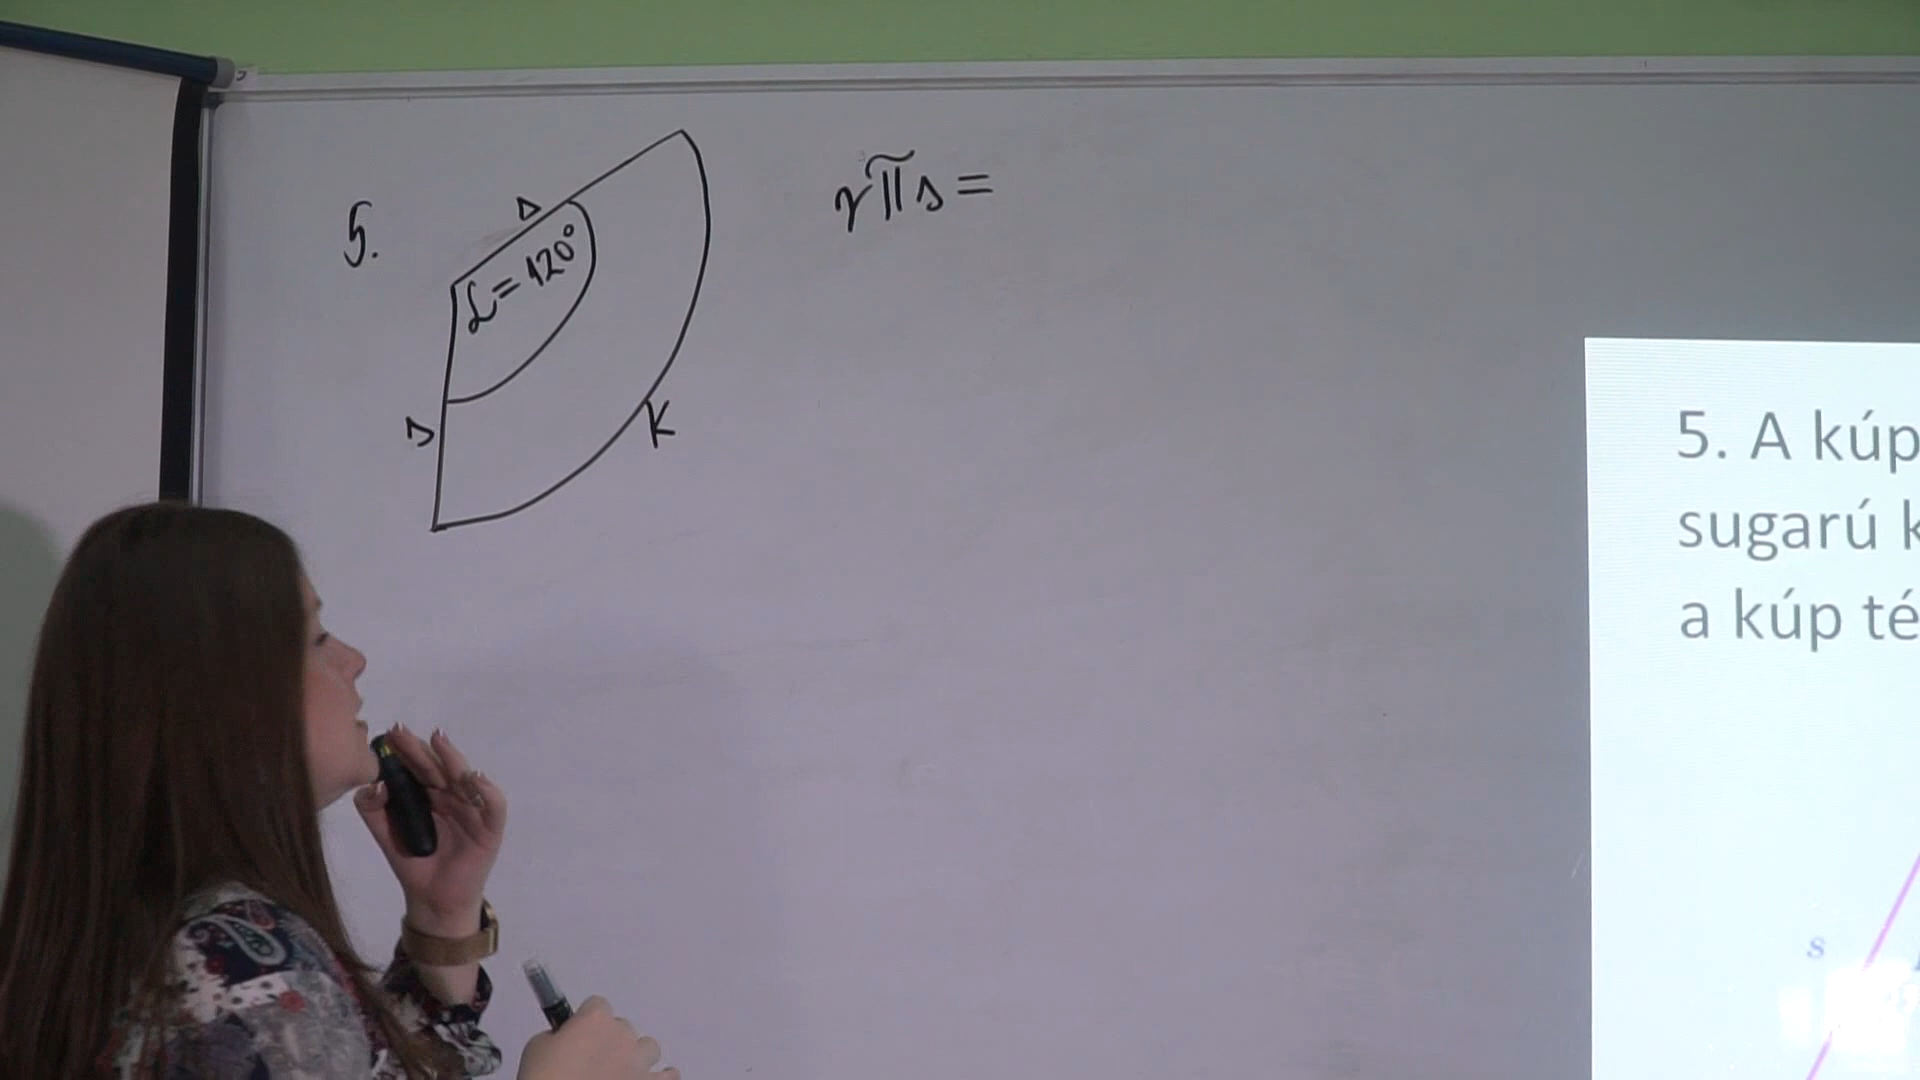 5.
s
α = 120°
s
K
rπs =
5. A kúp
sugarú k
a kúp té
s